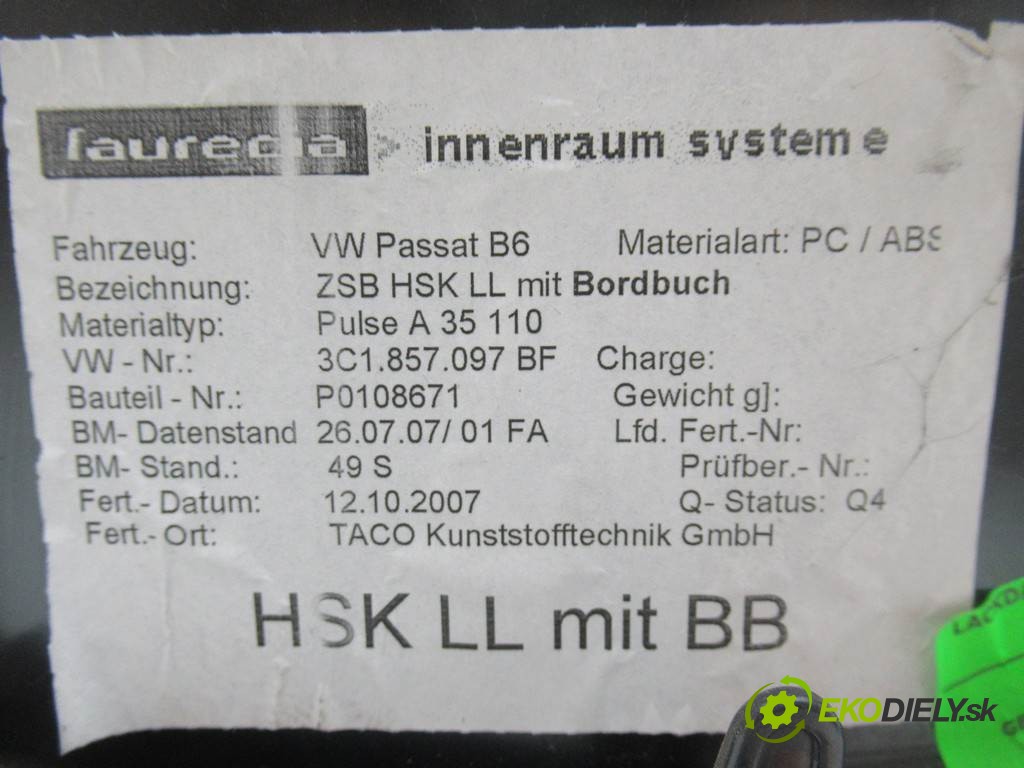 faurecia innenraum systeme
Fahrzeug: VW Passat B6 Materialart: PC / ABS
Bezeichnung: ZSB HSK LL mit Bordbuch
Materialtyp: Pulse A 35 110
VW - Nr.: 3C1.857.097 BF Charge:
Bauteil - Nr.: P0108671 Gewicht g]:
BM- Datenstand 26.07.07/ 01 FA Lfd. Fert.-Nr:
BM- Stand.: 49 S Prüfber.- Nr.:
Fert.- Datum: 12.10.2007 Q- Status: Q4
Fert.- Ort: TACO Kunststofftechnik GmbH
HSK LL mit BB
EKODIELY.sk